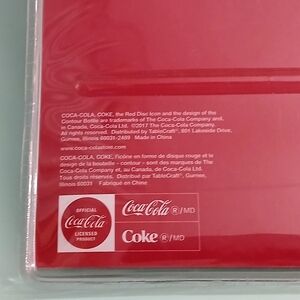 COCA-COLA, COKE, the Red Disc Icon and the design of the
Contour Bottle are trademarks of The Coca-Cola Company and,
in Canada, Coca-Cola Ltd. ©2017 The Coca-Cola Company.
All rights reserved. Distributed by TableCraft®, 801 Lakeside Drive,
Gurnee, Illinois 60031-2489 Made in China
www.coca-colastore.com
COCA-COLA, COKE, l'icône en forme de disque rouge et le
design de la bouteille - contour - sont des marques de The
Coca-Cola Company et, au Canada, de Coca-Cola Ltd.
Tous droits réservés. Distribué par TableCraft®, Gurnee,
Illinois 60031 Fabriqué en Chine
OFFICIAL
Coca-Cola
LICENSED
PRODUCT
Coca-Cola ®/MD
Coke ®/MD